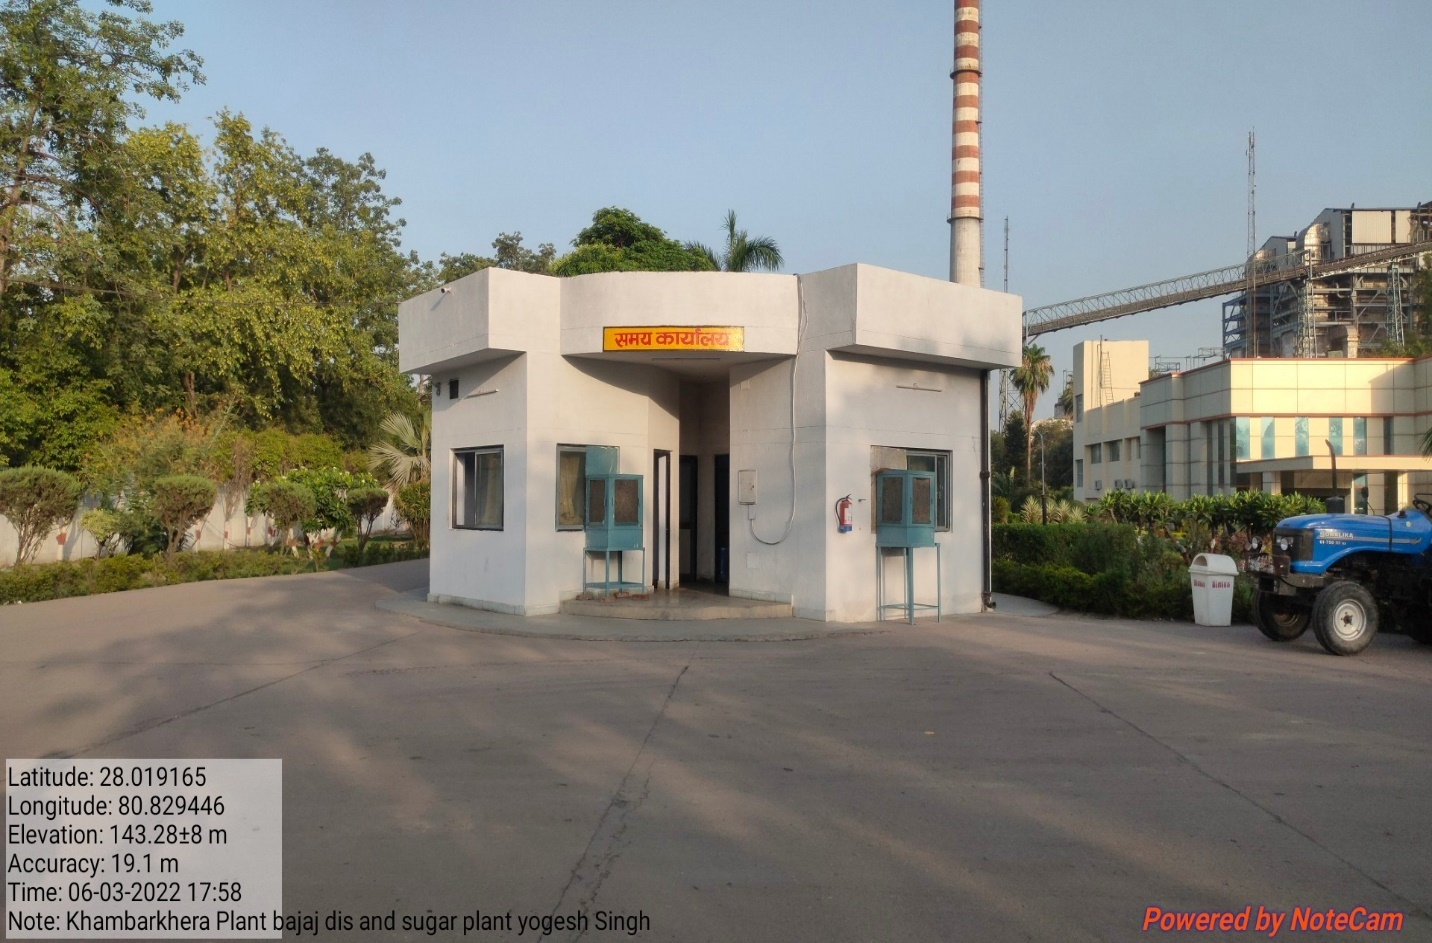 समय कार्यालय
SONALIKA
Latitude: 28.019165
Longitude: 80.829446
Elevation: 143.28±8 m
Accuracy: 19.1 m
Time: 06-03-2022 17:58
Note: Khambarkhera Plant bajaj dis and sugar plant yogesh Singh
Powered by NoteCam